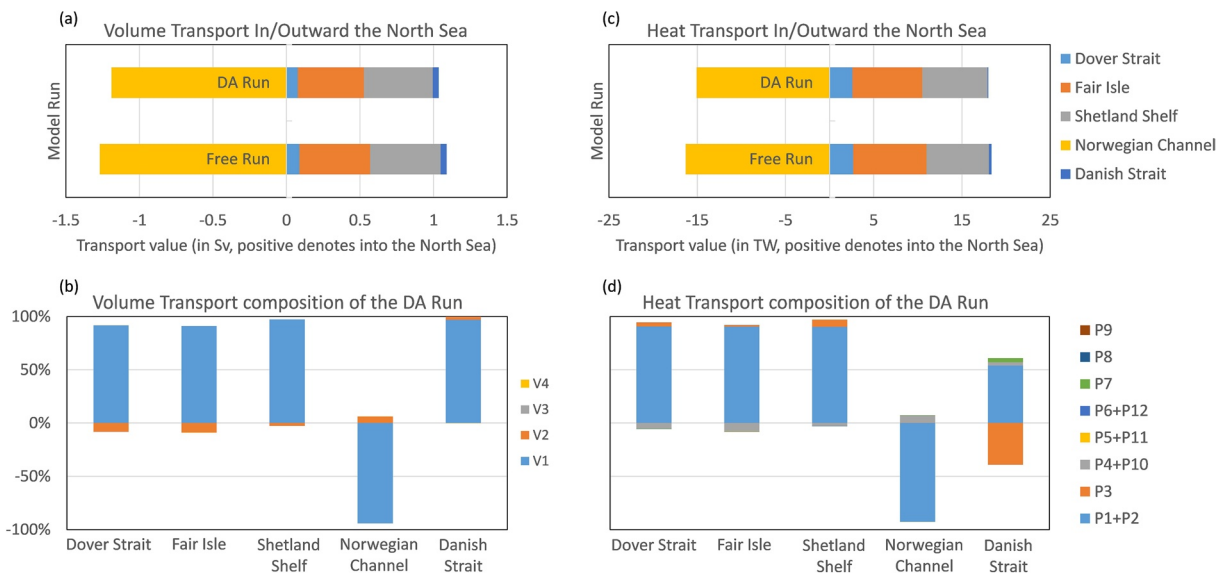 (a)
Volume Transport In/Outward the North Sea
Model Run
DA Run
Free Run
-1.5 -1 -0.5 0 0.5 1 1.5
Transport value (in Sv, positive denotes into the North Sea)
(c)
Heat Transport In/Outward the North Sea
Model Run
DA Run
Free Run
-25 -15 -5 5 15 25
Transport value (in TW, positive denotes into the North Sea)
Dover Strait
Fair Isle
Shetland Shelf
Norwegian Channel
Danish Strait
(b)
Volume Transport composition of the DA Run
100%
50%
0%
-50%
-100%
Dover Strait Fair Isle Shetland Norwegian Danish
Shelf Channel Strait
V4
V3
V2
V1
(d)
Heat Transport composition of the DA Run
Dover Strait Fair Isle Shetland Norwegian Danish
Shelf Channel Strait
P9
P8
P7
P6+P12
P5+P11
P4+P10
P3
P1+P2